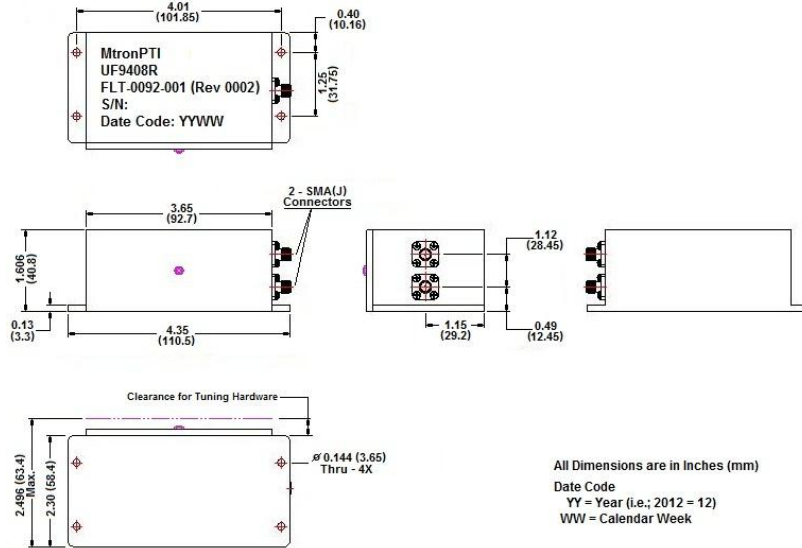 4.01
(101.85)
0.40
(10.16)
MtronPTI
UF9408R
FLT-0092-001 (Rev 0002)
S/N:
Date Code: YYWW
1.25
(31.75)
2 - SMA(J)
Connectors
3.65
(92.7)
1.606
(40.8)
0.13
(3.3)
4.35
(110.5)
1.12
(28.45)
1.15
(29.2)
0.49
(12.45)
Clearance for Tuning Hardware
2.496 (63.4)
Max.
2.30 (58.4)
ø 0.144 (3.65)
Thru - 4X
All Dimensions are in Inches (mm)
Date Code
YY = Year (i.e.; 2012 = 12)
WW = Calendar Week